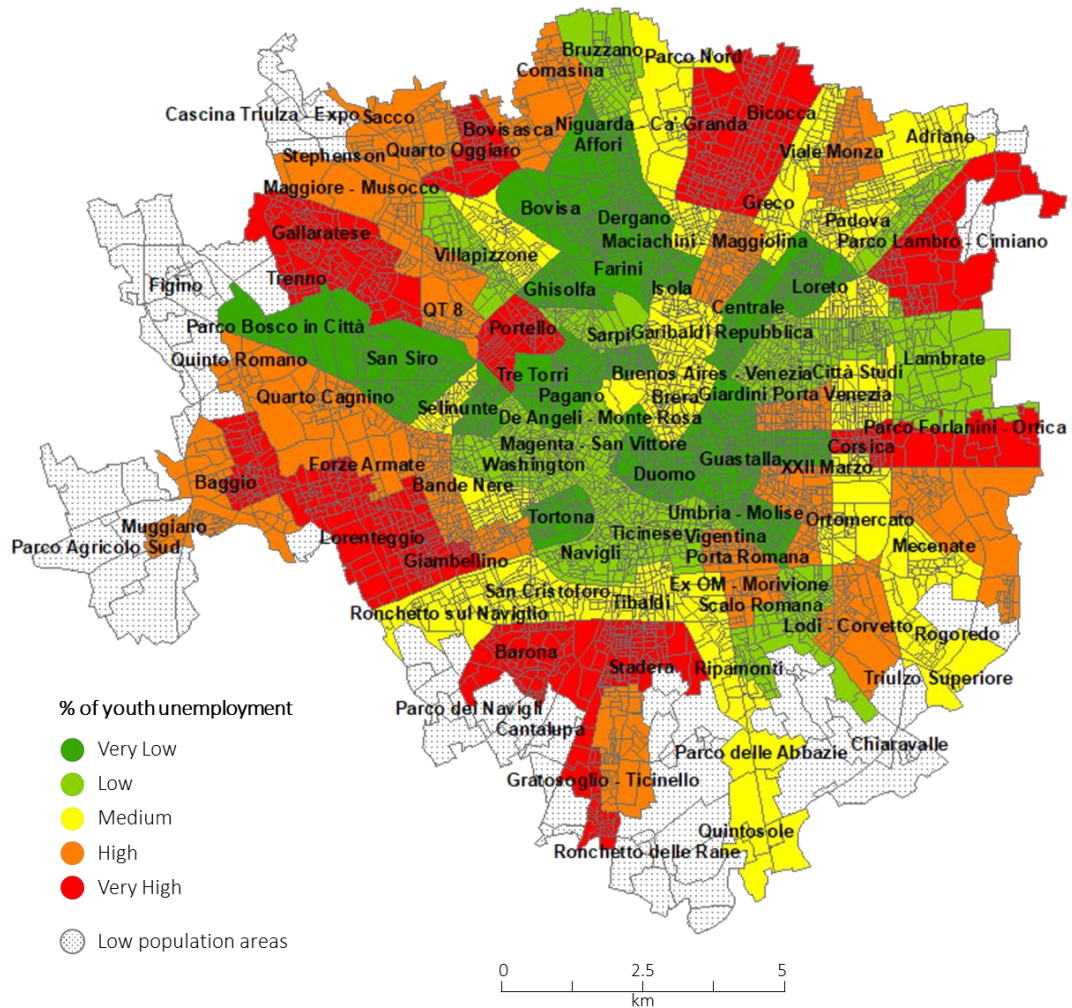 Bruzzano
Parco Nord
Comasina
Cascina Triulza - Expo
Sacco
Bicocca
Bovisasca
Niguarda - Ca' Granda
Affori
Adriano
Stephenson
Quarto Oggiaro
Viale Monza
Maggiore - Musocco
Greco
Bovisa
Dergano
Padova
Gallaratese
Maciachini - Maggiolina
Parco Lambro - Cimiano
Villapizzone
Farini
Trenno
Figino
Ghisolfa
Isola
Loreto
QT 8
Centrale
Parco Bosco in Città
Portello
Sarpi
Garibaldi Repubblica
Quinto Romano
San Siro
Lambrate
Tre Torri
Buenos Aires - Venezia
Città Studi
Quarto Cagnino
Pagano
Brera
Giardini Porta Venezia
Selinunte
De Angeli - Monte Rosa
Parco Forlanini - Ortica
Magenta - San Vittore
Corsica
Forze Armate
Washington
Guastalla
XXII Marzo
Baggio
Bande Nere
Duomo
Muggiano
Tortona
Umbria - Molise
Ortomercato
Parco Agricolo Sud
Lorenteggio
Ticinese
Vigentina
Mecenate
Giambellino
Navigli
Porta Romana
San Cristoforo
Ex OM - Morivione
Ronchetto sul Naviglio
Tibaldi
Scalo Romana
Lodi - Corvetto
Rogoredo
Barona
Stadera
Ripamonti
Triulzo Superiore
Parco dei Navigli
Cantalupa
Parco delle Abbazie
Chiaravalle
Gratosoglio - Ticinello
Quintosole
Ronchetto delle Rane
% of youth unemployment
Very Low
Low
Medium
High
Very High
Low population areas
0 2.5 5
km